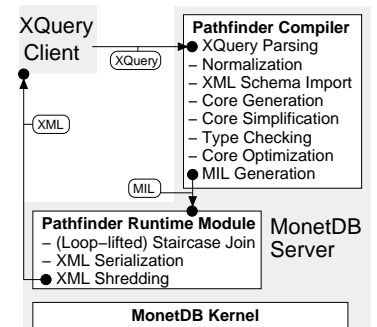 XQuery
Client
XQuery
XML
Pathfinder Compiler
XQuery Parsing
– Normalization
– XML Schema Import
– Core Generation
– Core Simplification
– Type Checking
– Core Optimization
MIL Generation
MIL
Pathfinder Runtime Module
– (Loop–lifted) Staircase Join
– XML Serialization
XML Shredding
MonetDB
Server
MonetDB Kernel